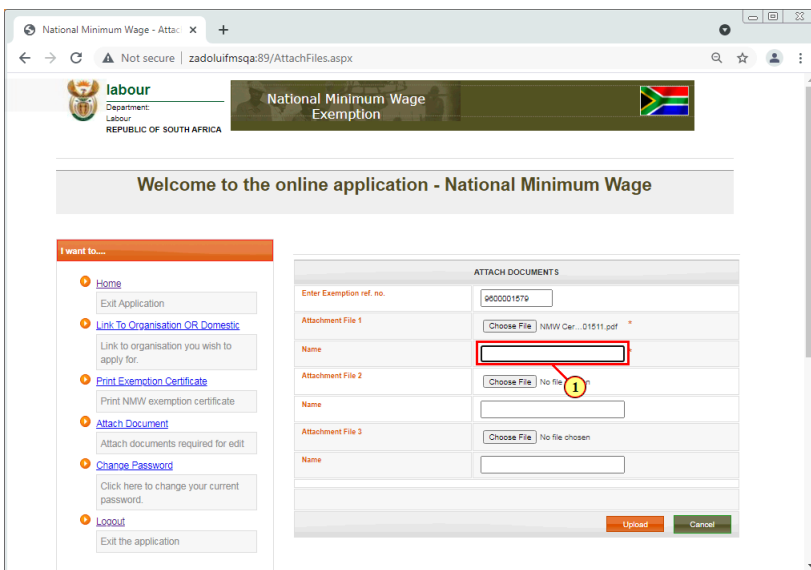 National Minimum Wage - Attac
Not secure | zadoluifmsqa:89/AttachFiles.aspx
labour
Department:
Labour
REPUBLIC OF SOUTH AFRICA
National Minimum Wage
Exemption
Welcome to the online application - National Minimum Wage
I want to....
Home
Exit Application
Link To Organisation OR Domestic
Link to organisation you wish to
apply for.
Print Exemption Certificate
Print NMW exemption certificate
Attach Document
Attach documents required for edit
Change Password
Click here to change your current
password.
Logout
Exit the application
ATTACH DOCUMENTS
Enter Exemption ref. no.
9600001579
Attachment File 1
Choose File NMW Cer...01511.pdf *
Name
*
Attachment File 2
1
Choose File No file
Name
Attachment File 3
Choose File No file chosen
Name
Upload
Cancel